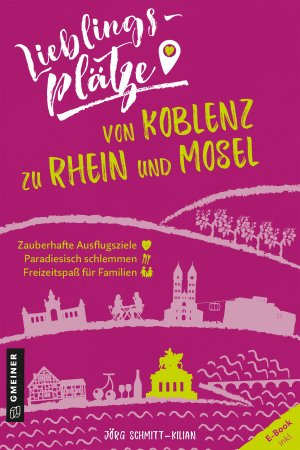 Lieblings-
plätze
von Koblenz
zu Rhein und Mosel
Zauberhafte Ausflugsziele
Paradiesisch schlemmen
Freizeitspaß für Familien
GMEINER
Jörg Schmitt-Kilian
E-Book
inkl.